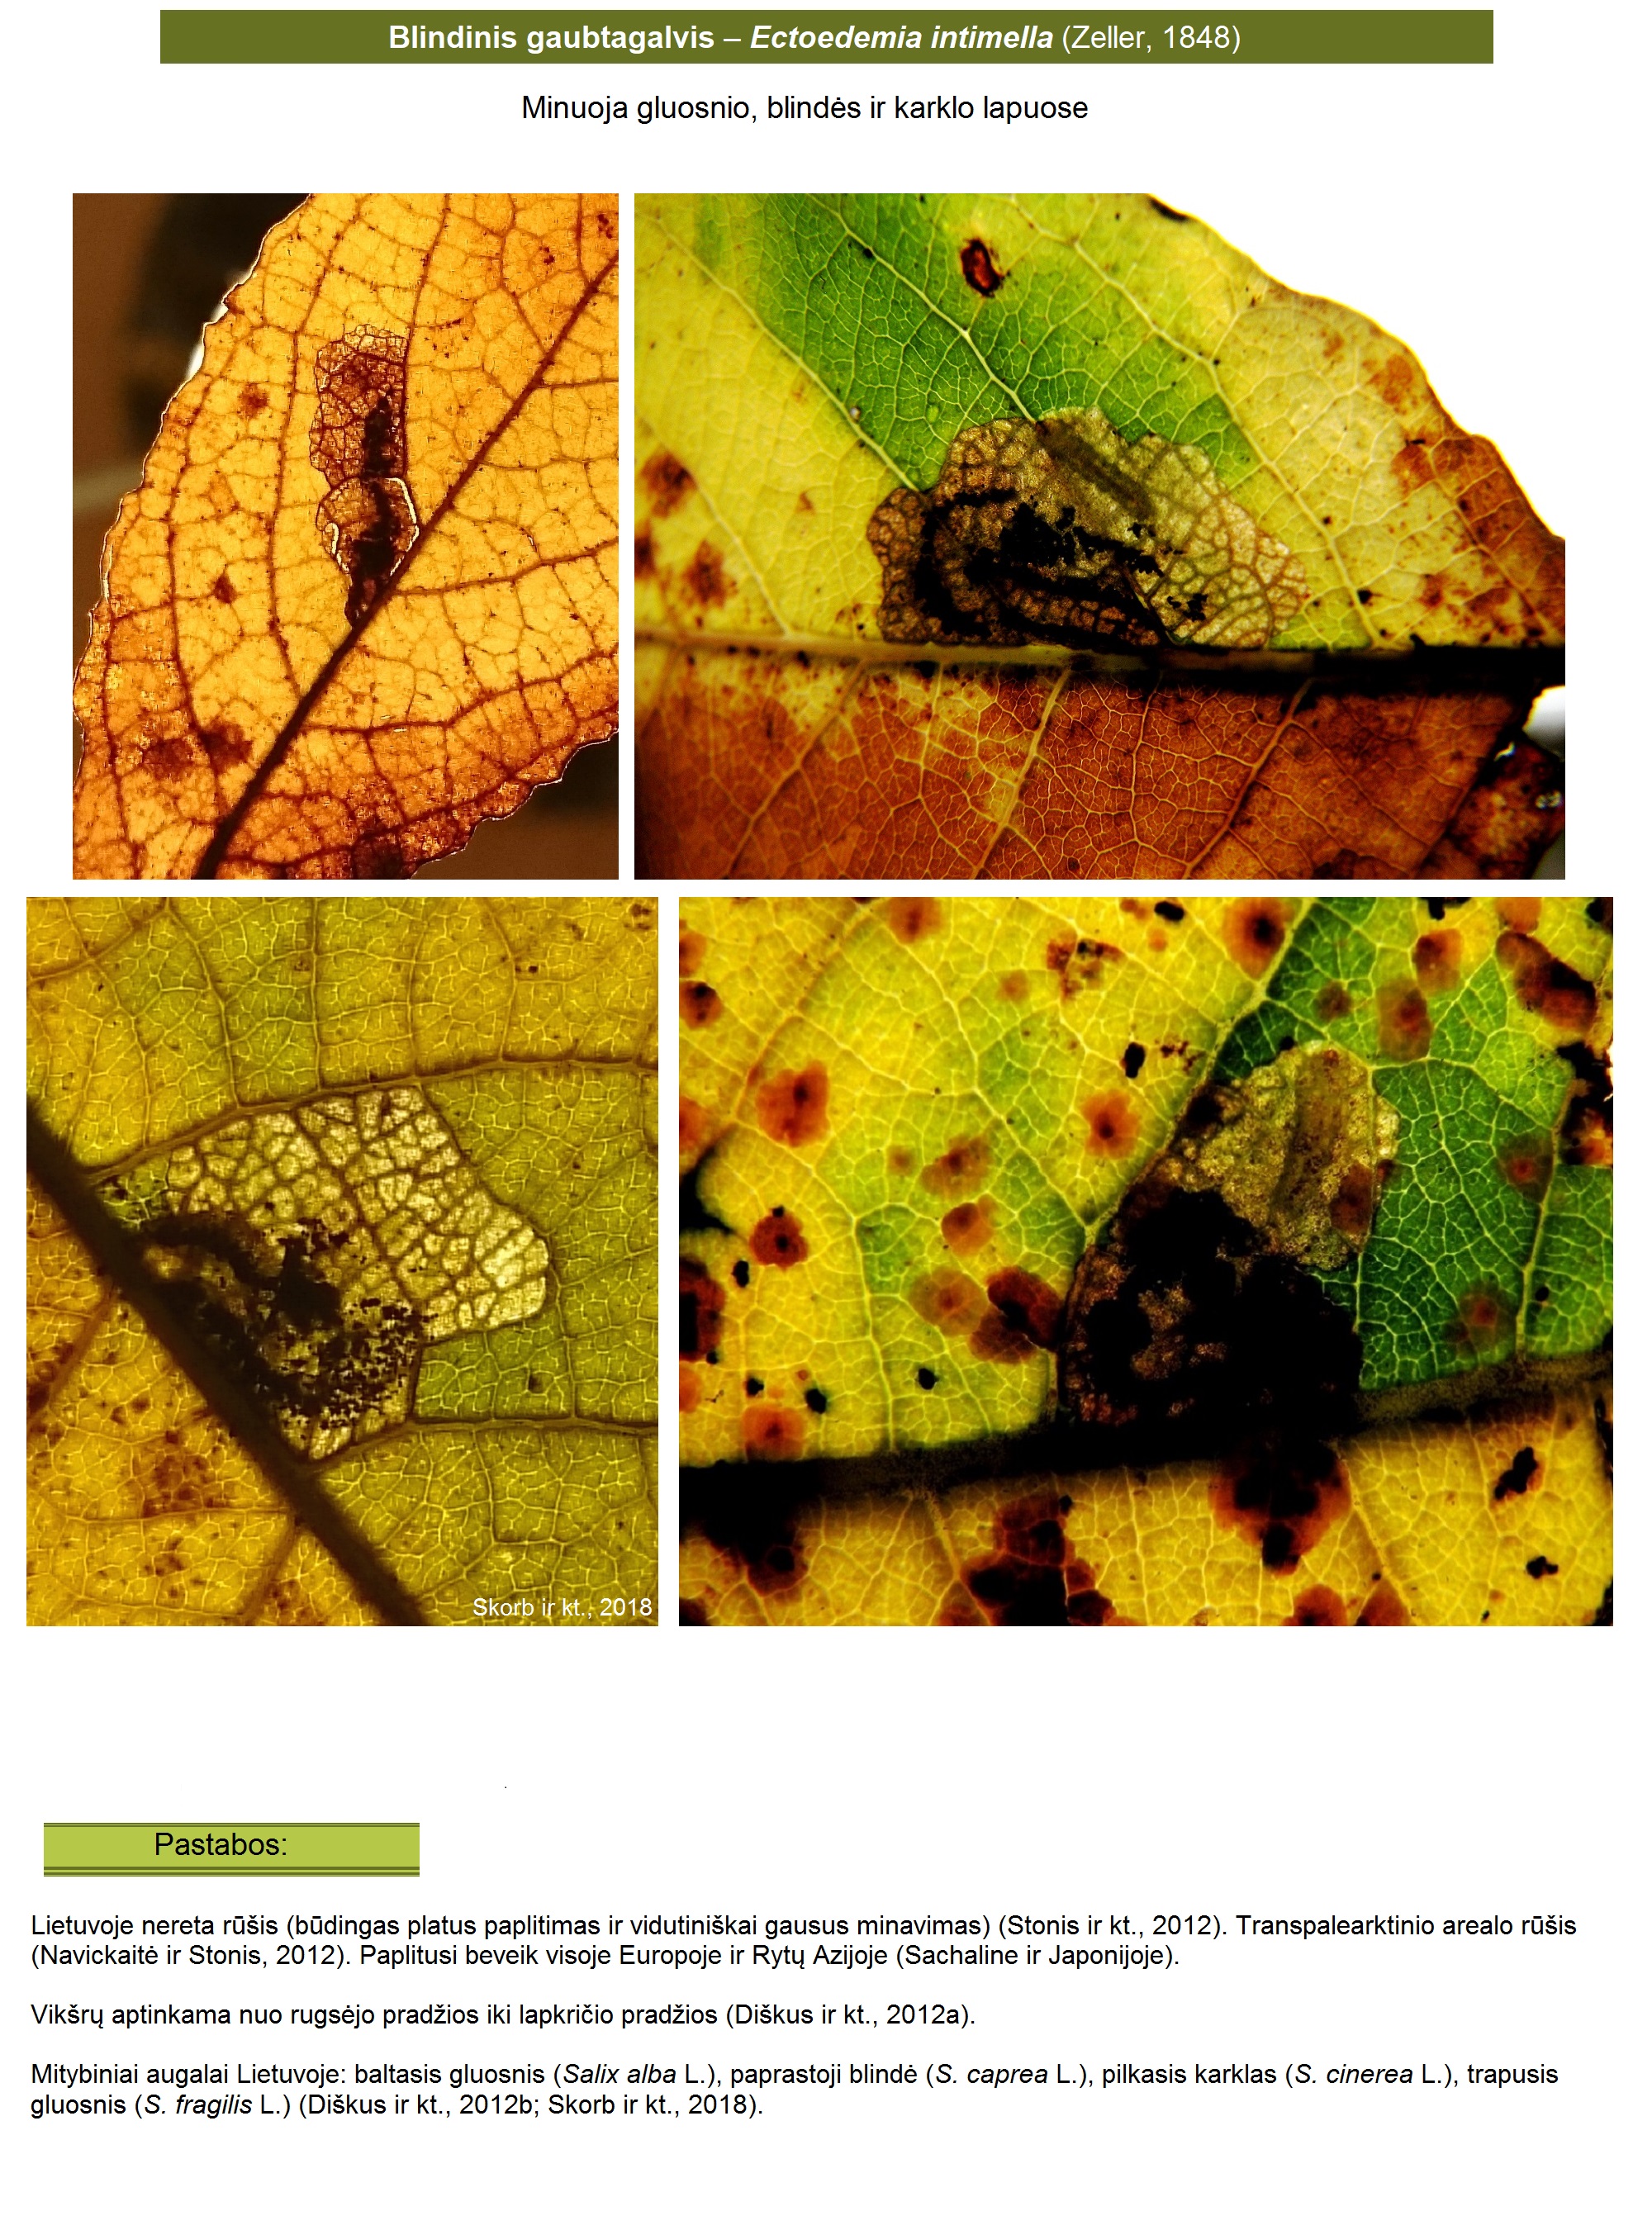 Blindinis gaubtagalvis – Ectoedemia intimella (Zeller, 1848)
Minuoja gluosnio, blindės ir karklo lapuose
Skorb ir kt., 2018
Pastabos:
Lietuvoje nereta rūšis (būdingas platus paplitimas ir vidutiniškai gausus minavimas) (Stonis ir kt., 2012). Transpalearktinio arealo rūšis
(Navickaitė ir Stonis, 2012). Paplitusi beveik visoje Europoje ir Rytų Azijoje (Sachaline ir Japonijoje).
Vikšrų aptinkama nuo rugsėjo pradžios iki lapkričio pradžios (Diškus ir kt., 2012a).
Mitybiniai augalai Lietuvoje: baltasis gluosnis (Salix alba L.), paprastoji blindė (S. caprea L.), pilkasis karklas (S. cinerea L.), trapusis
gluosnis (S. fragilis L.) (Diškus ir kt., 2012b; Skorb ir kt., 2018).